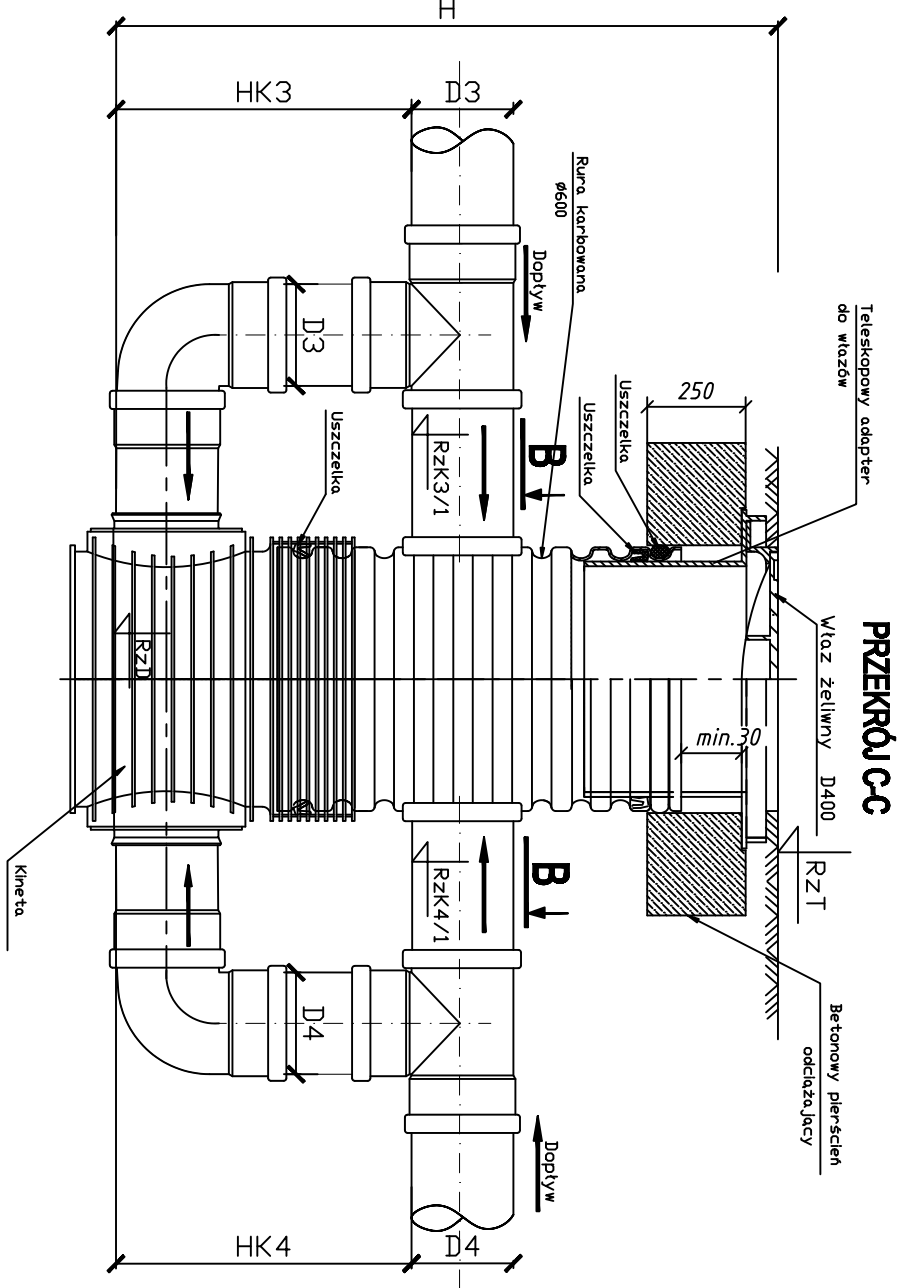 PRZEKRÓJ C-C
Właz żeliwny D400
RzT
Teleskopowy adapter
do włazów
Betonowy pierścień
odciążający
250
min.30
Uszczelka
Uszczelka
Rura karbowana
ø600
Dopływ
B
B
Dopływ
RzK3/1
RzK4/1
Uszczelka
D3
D4
RzD
Kineta
H
HK3
D3
HK4
D4